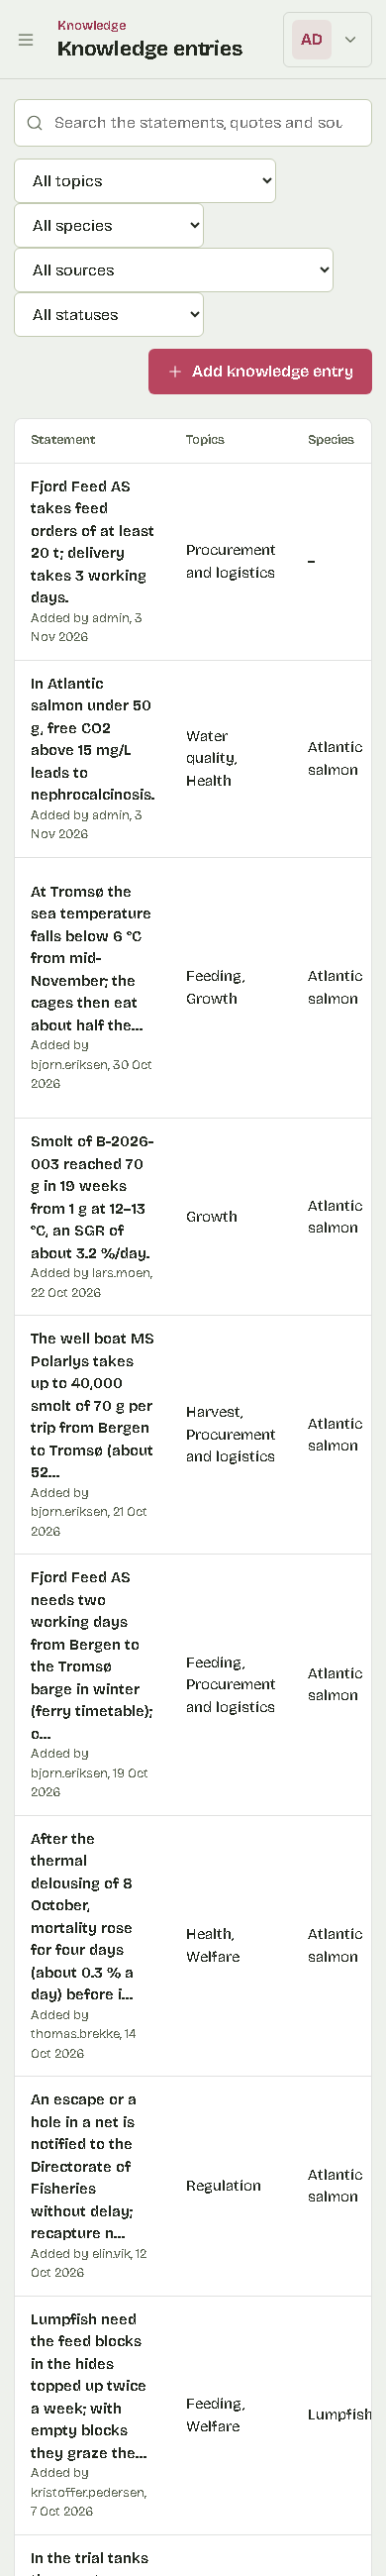 Knowledge
Knowledge entries
AD
Search the statements, quotes and sou
All topics
All species
All sources
All statuses
Add knowledge entry
Statement
Topics
Species
Fjord Feed AS
takes feed
orders of at least
20 t; delivery
takes 3 working
days.
Added by admin, 3
Nov 2026
Procurement
and logistics
–
In Atlantic
salmon under 50
g, free CO2
above 15 mg/L
leads to
nephrocalcinosis.
Added by admin, 3
Nov 2026
Water
quality,
Health
Atlantic
salmon
At Tromsø the
sea temperature
falls below 6 °C
from mid-
November; the
cages then eat
about half the…
Added by
bjorn.eriksen, 30 Oct
2026
Feeding,
Growth
Atlantic
salmon
Smolt of B-2026-
003 reached 70
g in 19 weeks
from 1 g at 12–13
°C, an SGR of
about 3.2 %/day.
Added by lars.moen,
22 Oct 2026
Growth
Atlantic
salmon
The well boat MS
Polarlys takes
up to 40,000
smolt of 70 g per
trip from Bergen
to Tromsø (about
52…
Added by
bjorn.eriksen, 21 Oct
2026
Harvest,
Procurement
and logistics
Atlantic
salmon
Fjord Feed AS
needs two
working days
from Bergen to
the Tromsø
barge in winter
(ferry timetable);
o…
Added by
bjorn.eriksen, 19 Oct
2026
Feeding,
Procurement
and logistics
Atlantic
salmon
After the
thermal
delousing of 8
October,
mortality rose
for four days
(about 0.3 % a
day) before i…
Added by
thomas.brekke, 14
Oct 2026
Health,
Welfare
Atlantic
salmon
An escape or a
hole in a net is
notified to the
Directorate of
Fisheries
without delay;
recapture n…
Added by elin.vik, 12
Oct 2026
Regulation
Atlantic
salmon
Lumpfish need
the feed blocks
in the hides
topped up twice
a week; with
empty blocks
they graze the…
Added by
kristoffer.pedersen,
7 Oct 2026
Feeding,
Welfare
Lumpfish
In the trial tanks